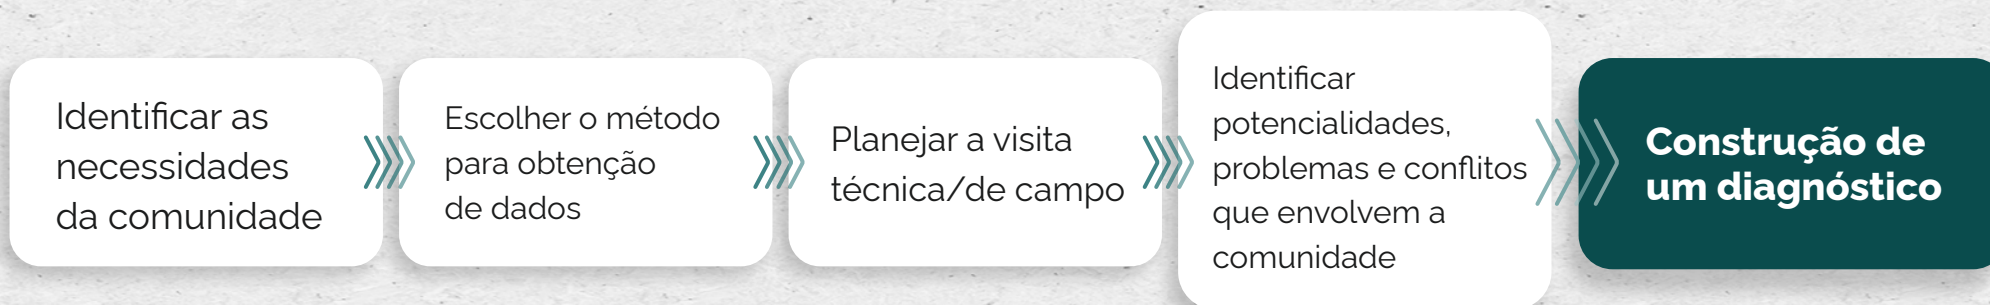 Identificar as
necessidades
da comunidade
Escolher o método
para obtenção
de dados
Planejar a visita
técnica/de campo
Identificar
potencialidades,
problemas e conflitos
que envolvem a
comunidade
Construção de
um diagnóstico